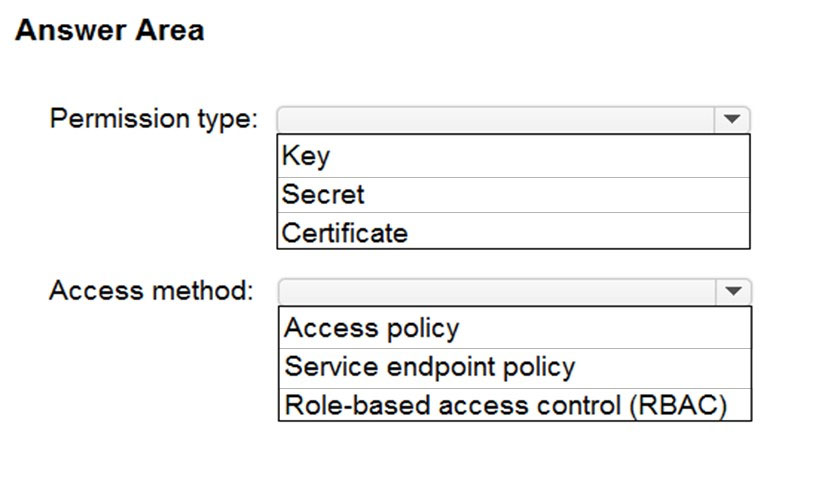 Answer Area
Permission type:
Key
Secret
Certificate
Access method:
Access policy
Service endpoint policy
Role-based access control (RBAC)